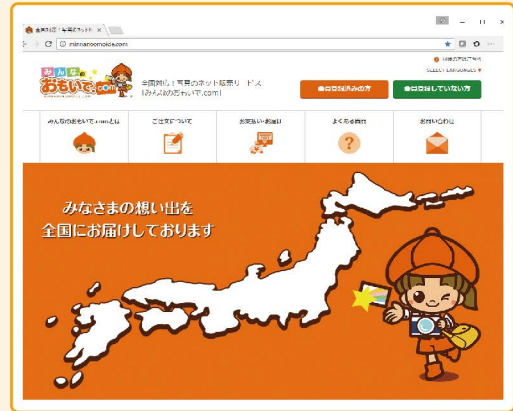 minnanoomoide.com
SELECT LANGUAGES ▼
みんなの
おもいで.com
全国対応！写真のネット販売サービス
[みんなのおもいで.com]
会員登録済みの方
会員登録していない方
みんなのおもいで.comとは
ご注文について
お支払い・お届け
よくある質問
お問い合わせ
みなさまの想い出を
全国にお届けしております